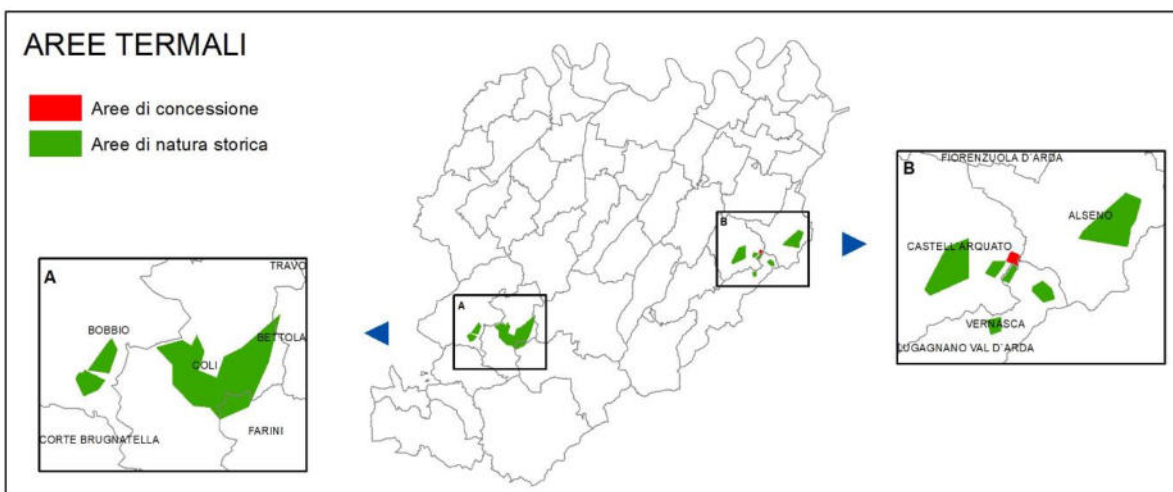 AREE TERMALI
Aree di concessione
Aree di natura storica
A
TRAVO
BOBBIO
BETTOLA
COLI
CORTE BRUGNATELLA
FARINI
A
B
B
FIORENZUOLA D`ARDA
ALSENO
CASTELL`ARQUATO
VERNASCA
LUGAGNANO VAL D`ARDA